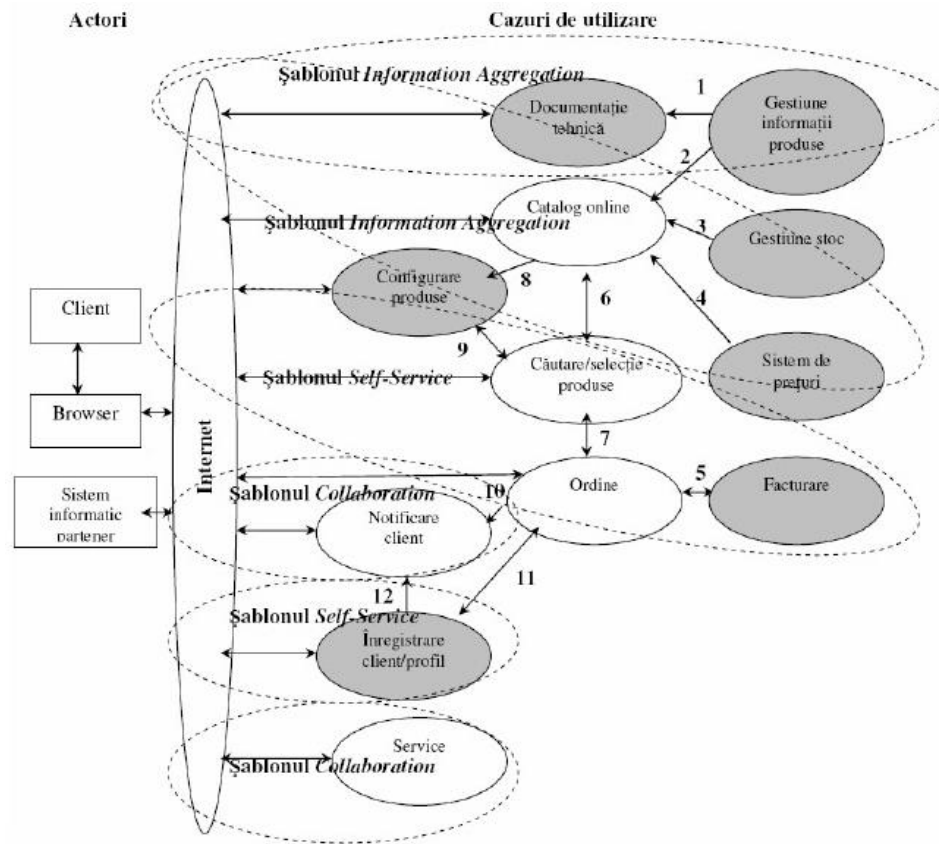 Actori
Cazuri de utilizare
Şablonul Information Aggregation
1
Documentaţie
tehnică
Gestiune
informaţii
produse
2
Catalog online
Şablonul Information Aggregation
3
Gestiune stoc
8
Configurare
produse
6
4
Client
9
Căutare/selecţie
produse
Sistem de
preţuri
Şablonul Self-Service
Browser
7
Internet
Ordine
5
Facturare
Sistem
informatic
partener
Şablonul Collaboration
10
Notificare
client
11
12
Şablonul Self-Service
Înregistrare
client/profil
Service
Şablonul Collaboration